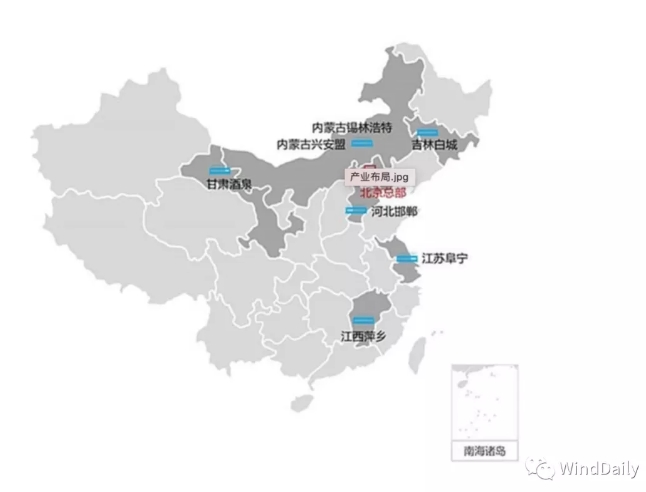 内蒙古锡林浩特
内蒙古兴安盟
吉林白城
甘肃酒泉
产业布局.jpg
北京总部
河北邯郸
江苏阜宁
江西萍乡
南海诸岛
WindDaily